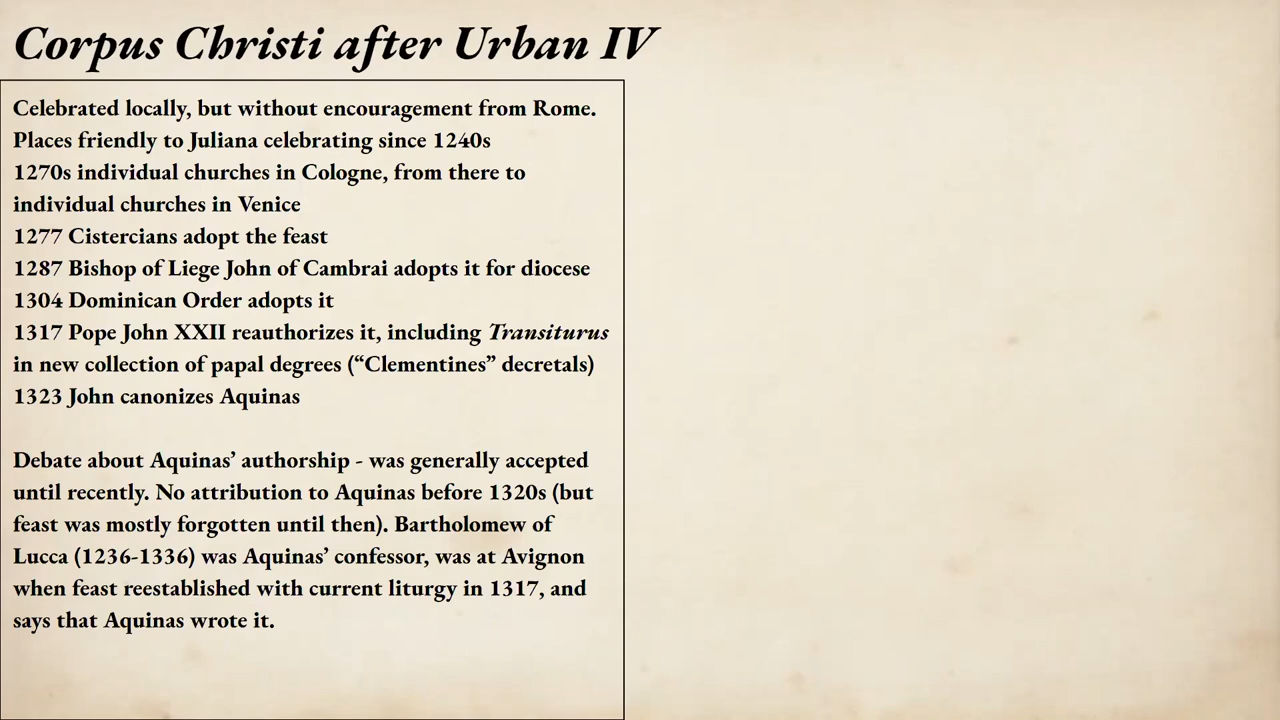 Corpus Christi after Urban IV
Celebrated locally, but without encouragement from Rome.
Places friendly to Juliana celebrating since 1240s
1270s individual churches in Cologne, from there to
individual churches in Venice
1277 Cistercians adopt the feast
1287 Bishop of Liege John of Cambrai adopts it for diocese
1304 Dominican Order adopts it
1317 Pope John XXII reauthorizes it, including Transiturus
in new collection of papal degrees (“Clementines” decretals)
1323 John canonizes Aquinas
Debate about Aquinas’ authorship - was generally accepted
until recently. No attribution to Aquinas before 1320s (but
feast was mostly forgotten until then). Bartholomew of
Lucca (1236-1336) was Aquinas’ confessor, was at Avignon
when feast reestablished with current liturgy in 1317, and
says that Aquinas wrote it.